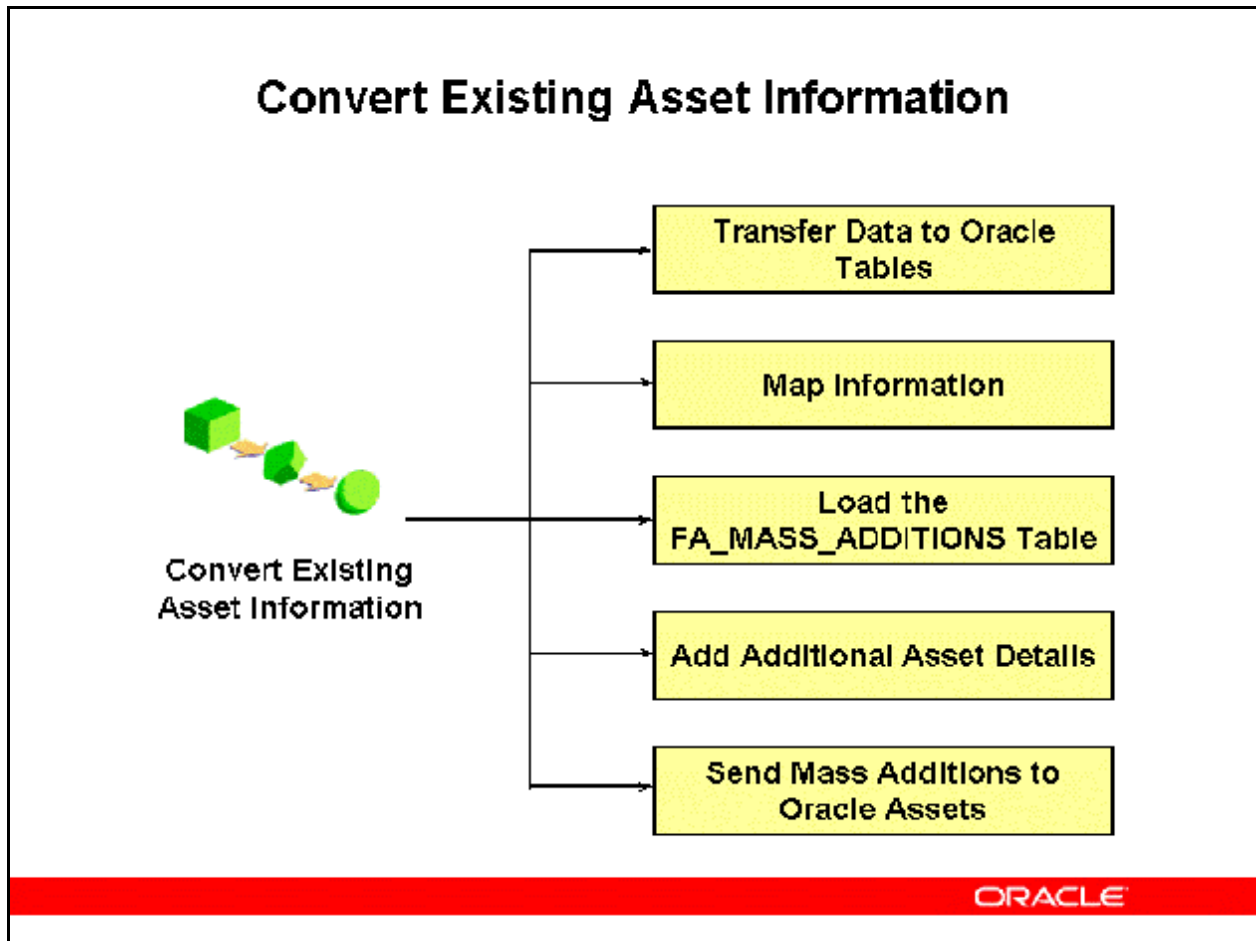 Convert Existing Asset Information
Transfer Data to Oracle
Tables
Map Information
Load the
FA_MASS_ADDITIONS Table
Convert Existing
Asset Information
Add Additional Asset Details
Send Mass Additions to
Oracle Assets
ORACLE